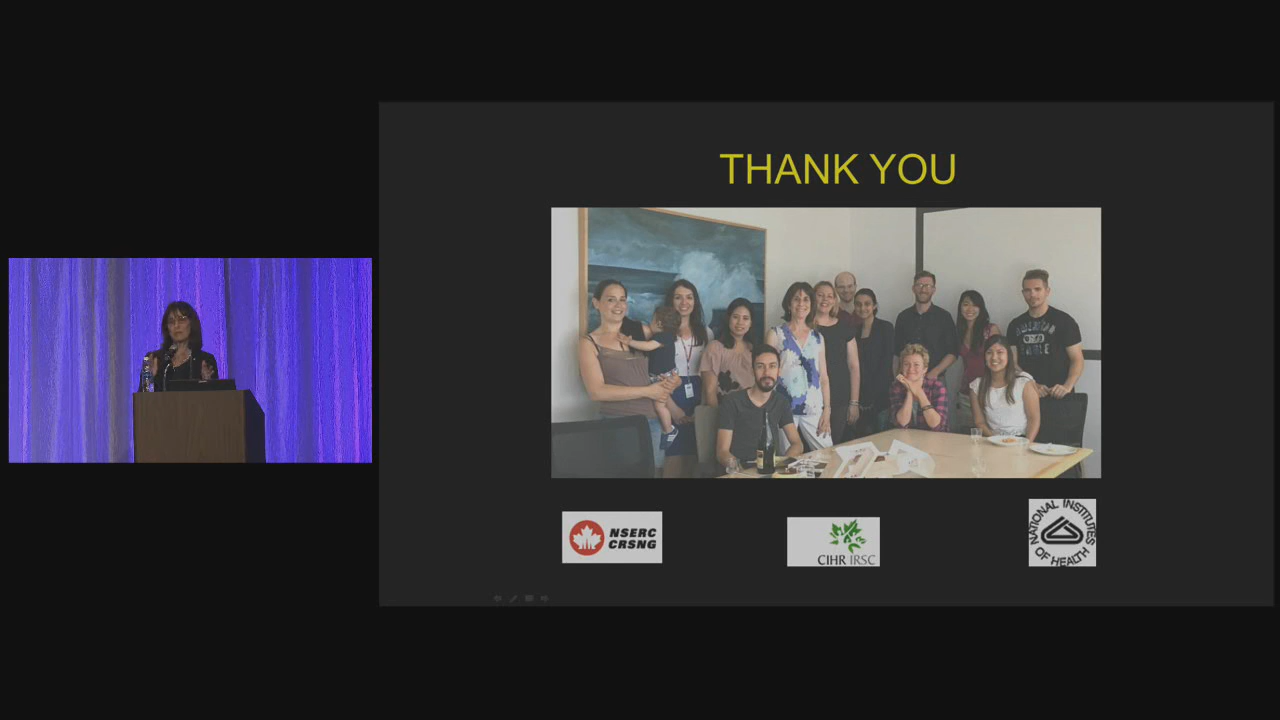 THANK YOU
NSERC
CRSNG
CIHR IRSC
NATIONAL INSTITUTES
OF HEALTH